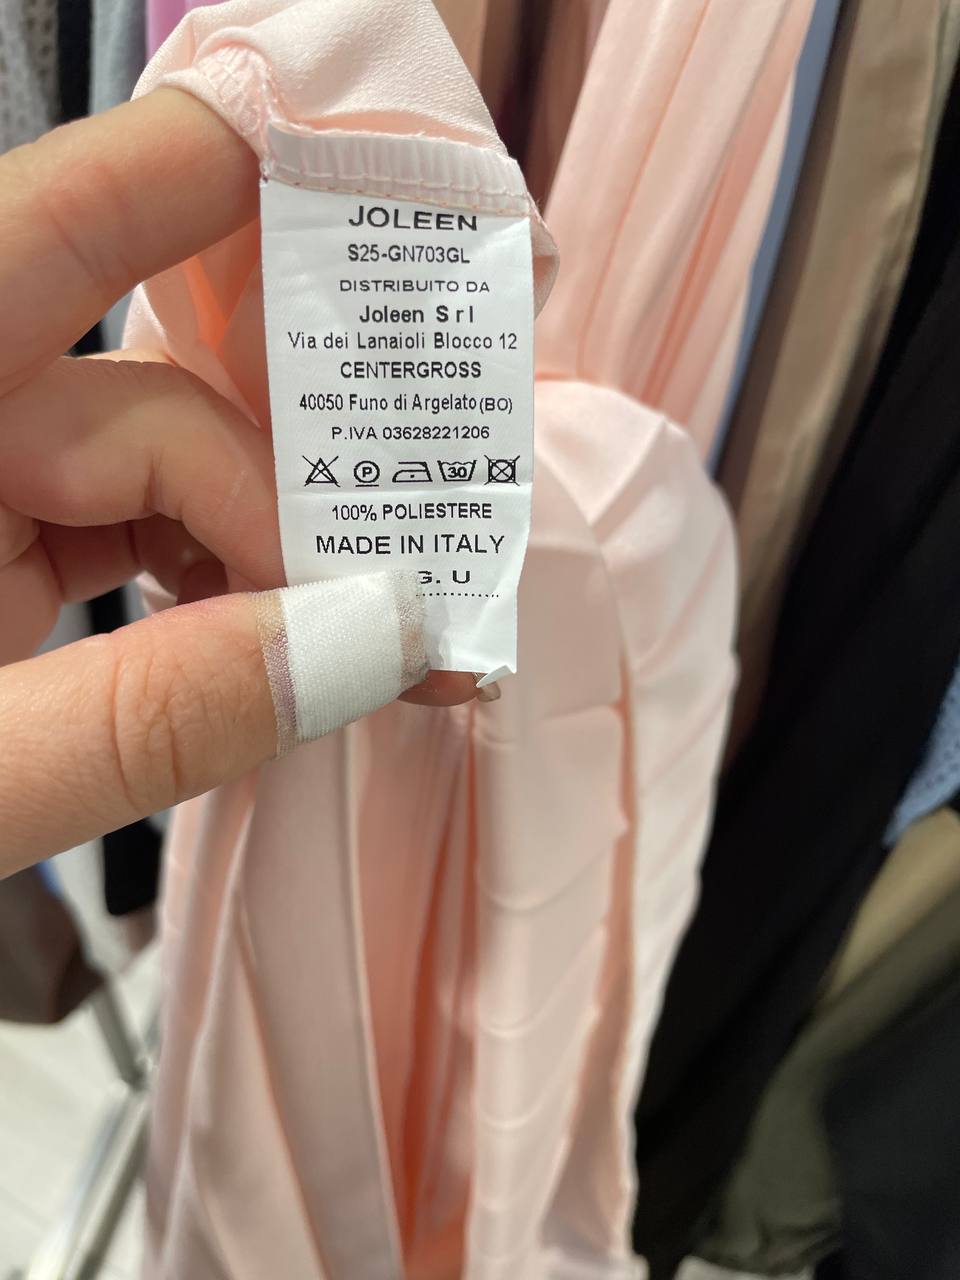 JOLEEN
S25-GN703GL
DISTRIBUITO DA
Joleen S r l
Via dei Lanaioli Blocco 12
CENTERGROSS
40050 Funo di Argelato (BO)
P.IVA 03628221206
P 30
100% POLIESTERE
MADE IN ITALY
G. U